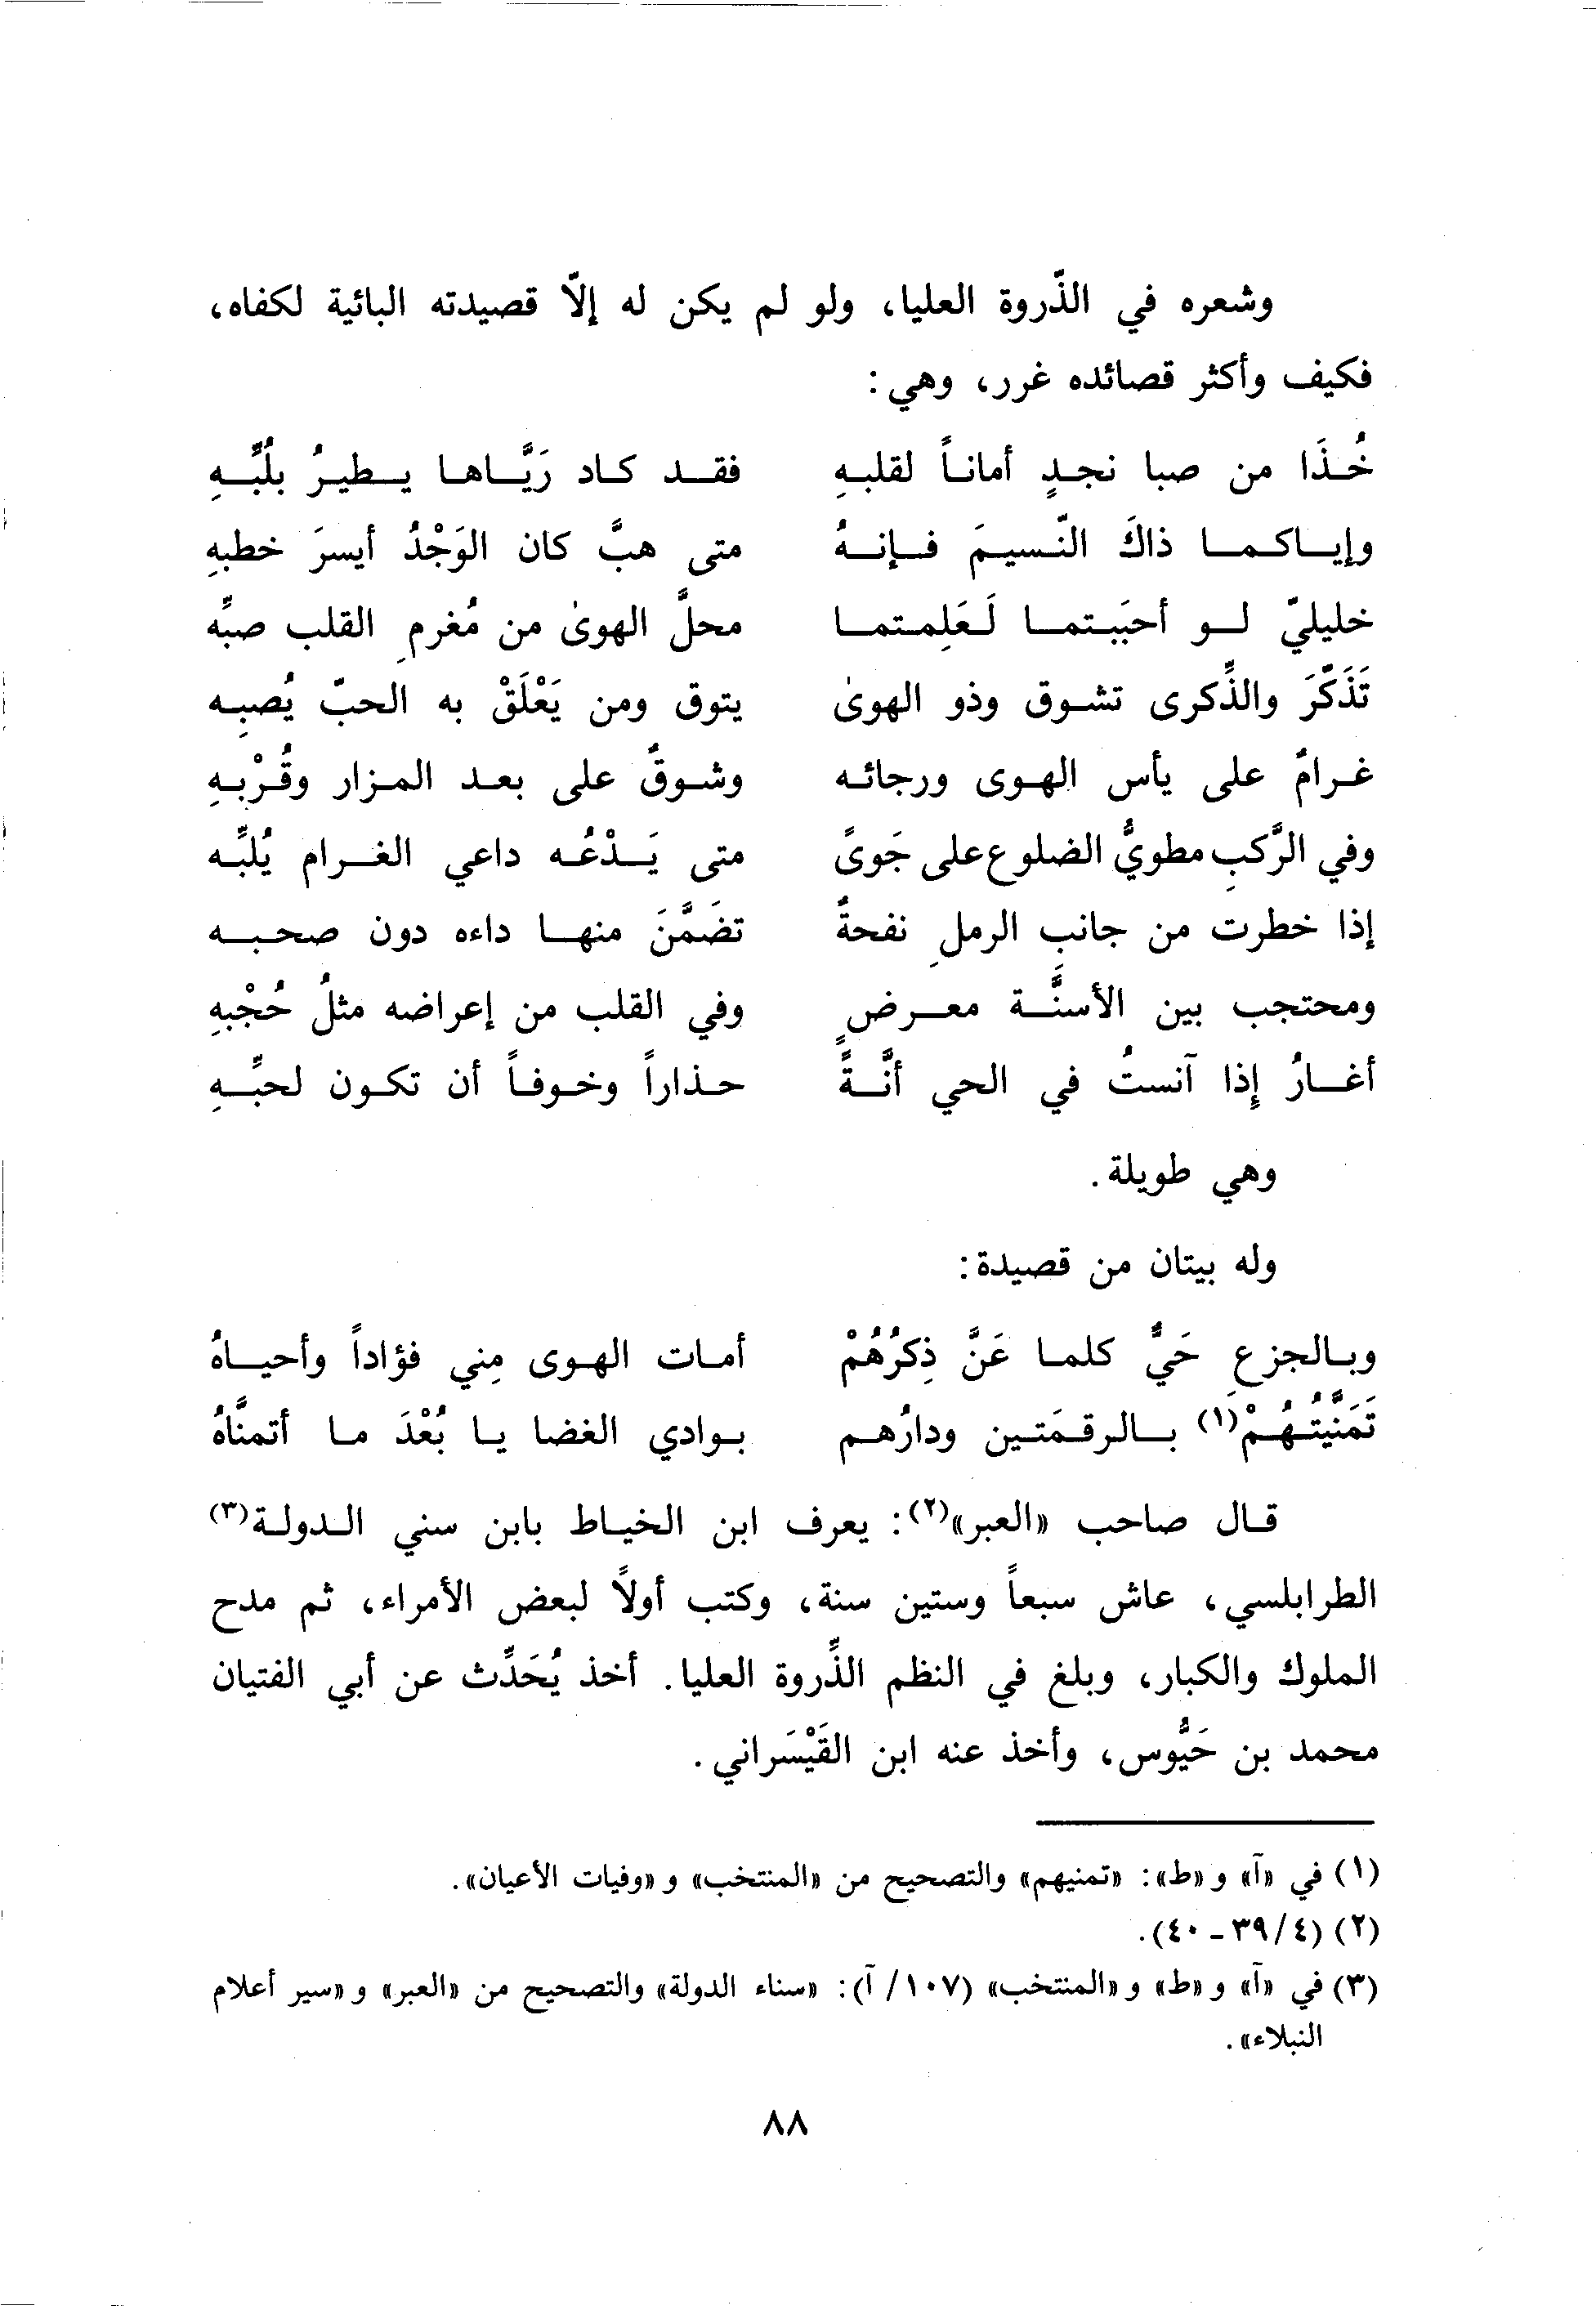 وشعره في الذّروة العليا، ولو لم يكن له إلّا قصيدته البائية لكفاه،
فكيف وأكثر قصائده غرر، وهي:
خُذَا من صبا نجدٍ أماناً لقلبهِ فقد كاد رَيَّاها يطيرُ بلُبِّهِ
وإياكما ذاكَ النّسيمَ فإنهُ متى هبَّ كان الوَجْدُ أيسرَ خطبهِ
خليليّ لو أحبَبتما لَعَلِمتما محلَّ الهوىٰ من مُغرمِ القلب صبِّه
تَذَكَّرَ والذِّكرى تشوق وذو الهوىٰ يتوق ومن يَعْلَقْ به الحبّ يُصبِه
غرامٌ على يأس الهوى ورجائه وشوقٌ على بعد المزار وقُرْبهِ
وفي الرَّكبِ مطويُّ الضلوع على جَوىً متى يَدْعُه داعي الغرام يُلبِّه
إذا خطرت من جانبِ الرملِ نفحةٌ تضَمَّنَ منها داءه دون صحبه
ومحتجب بين الأسنَّة معرضٍ وفي القلب من إعراضه مثلُ حُجْبهِ
أغارُ إذا آنستُ في الحي أنَّةً حذاراً وخوفاً أن تكون لحبِّهِ
وهي طويلة.
وله بيتان من قصيدة:
وبالجزعِ حَيٌّ كلما عَنَّ ذِكرُهُمْ أمات الهوى مِني فؤاداً وأحياهُ
تَمَنَّيتُهُمْ(١) بالرقمَتين ودارُهم بوادي الغضا يا بُعْدَ ما أتمنَّاهُ
قال صاحب «العبر»(٢): يعرف ابن الخياط بابن سني الدولة(٣)
الطرابلسي، عاش سبعاً وستين سنة، وكتب أولاً لبعض الأمراء، ثم مدح
الملوك والكبار، وبلغ في النظم الذِّروة العليا. أخذ يُحَدِّث عن أبي الفتيان
محمد بن حَيُّوس، وأخذ عنه ابن القَيْسَراني.
(١) في «آ» و «ط»: «تمنيهم» والتصحيح من «المنتخب» و «وفيات الأعيان».
(٢) (٤/ ٣٩ - ٤٠).
(٣) في «آ» و «ط» و «المنتخب» (١٠٧/ آ): «سناء الدولة» والتصحيح من «العبر» و «سير أعلام
النبلاء».
٨٨